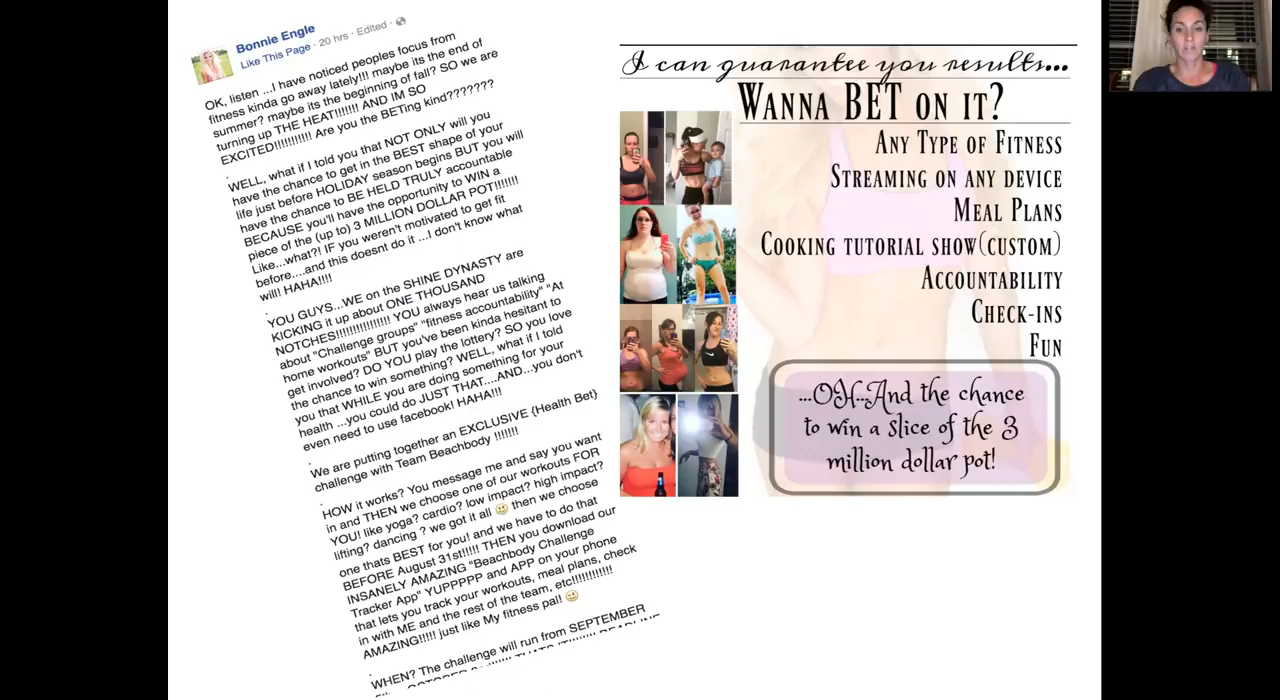 Bonnie Engle
Like This Page · 20 hrs · Edited ·
OK, listen ...I have noticed peoples focus from
fitness kinda go away lately!!! maybe its the end of
summer? maybe its the beginning of fall? SO we are
turning up THE HEAT!!!!!!! AND IM SO
EXCITED!!!!!!!!!!! Are you the BETing kind???????
.
WELL, what if I told you that NOT ONLY will you
have the chance to get in the BEST shape of your
life just before HOLIDAY season begins BUT you will
have the chance to BE HELD TRULY accountable
BECAUSE you'll have the opportunity to WIN a
piece of the (up to) 3 MILLION DOLLAR POT!!!!!!!
Like...what?! IF you weren't motivated to get fit
before....and this doesnt do it ...I don't know what
will! HAHA!!!!
.
YOU GUYS...WE on the SHINE DYNASTY are
KICKING it up about ONE THOUSAND
NOTCHES!!!!!!!!!!!!!!!! YOU always hear us talking
about "Challenge groups" "fitness accountability" "At
home workouts" BUT you've been kinda hesitant to
get involved? DO YOU play the lottery? SO you love
the chance to win something? WELL, what if I told
you that WHILE you are doing something for your
health ...you could do JUST THAT....AND...you don't
even need to use facebook! HAHA!!!
.
We are putting together an EXCLUSIVE {Health Bet}
challenge with Team Beachbody !!!!!!!
.
HOW it works? You message me and say you want
in and THEN we choose one of our workouts FOR
YOU! like yoga? cardio? low impact? high impact?
lifting? dancing ? we got it all 🙂 then we choose
one thats BEST for you! and we have to do that
BEFORE August 31st!!!!! THEN you download our
INSANELY AMAZING "Beachbody Challenge
Tracker App" YUPPPPP and APP on your phone
that lets you track your workouts, meal plans, check
in with ME and the rest of the team, etc!!!!!!!!!!!!
AMAZING!!!!! just like My fitness pal! 🙂
.
WHEN? The challenge will run from SEPTEMBER
I can guarantee you results...
WANNA BET ON IT?
ANY TYPE OF FITNESS
STREAMING ON ANY DEVICE
MEAL PLANS
COOKING TUTORIAL SHOW(CUSTOM)
ACCOUNTABILITY
CHECK-INS
FUN
...OH...And the chance
to win a slice of the 3
million dollar pot!